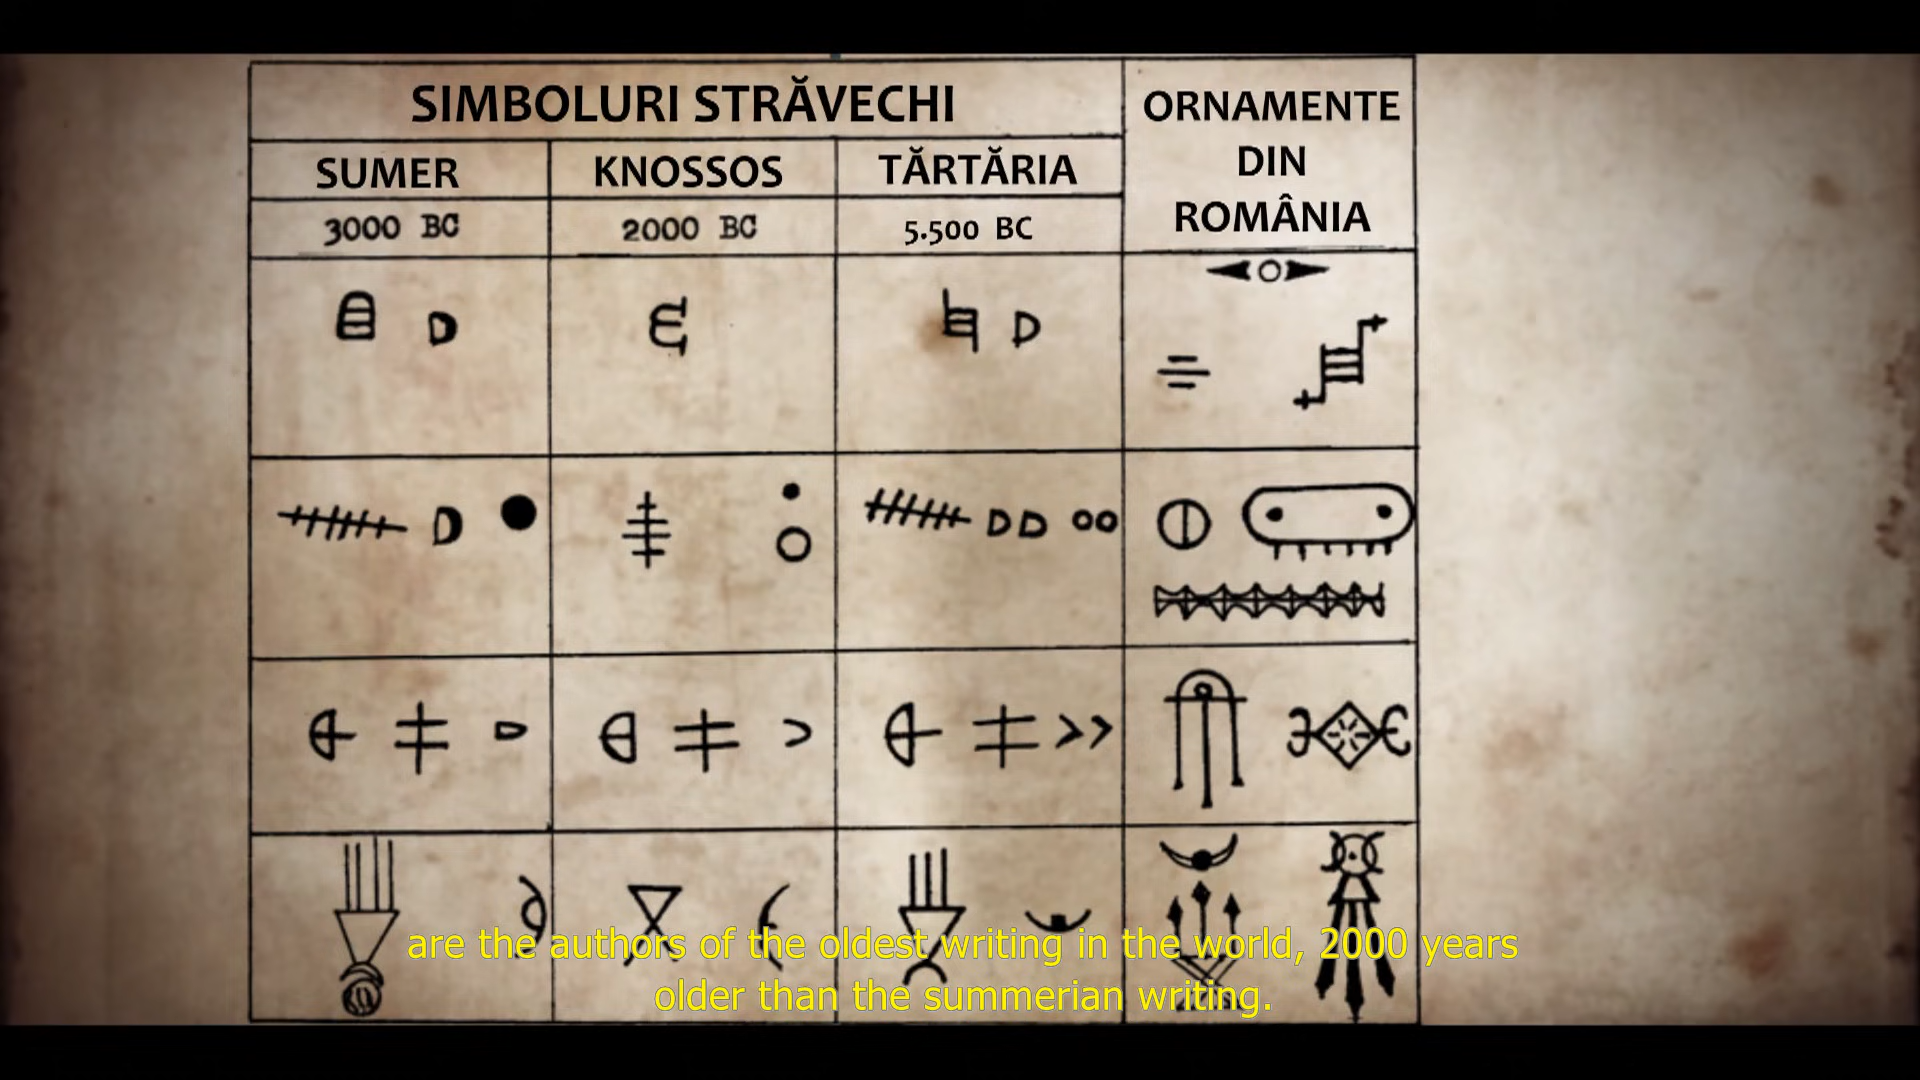 SIMBOLURI STRĂVECHI
ORNAMENTE
DIN
ROMÂNIA
SUMER
KNOSSOS
TĂRTĂRIA
3000 BC
2000 BC
5.500 BC
are the authors of the oldest writing in the world, 2000 years
older than the summerian writing.